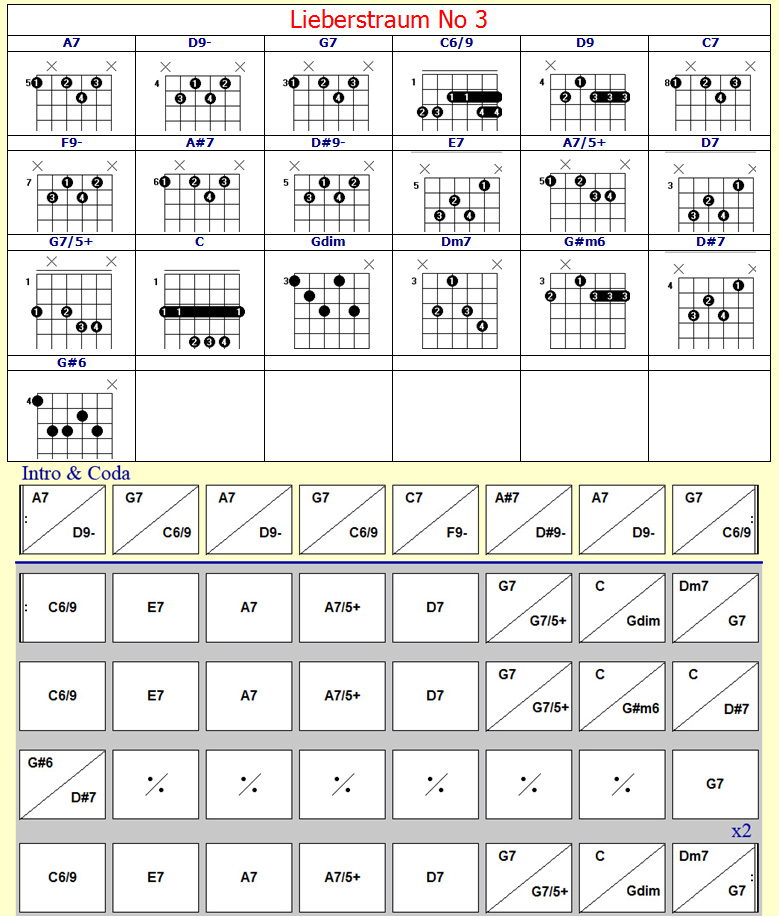 Lieberstraum No 3
A7 D9- G7 C6/9 D9 C7
5 1 2 3 4
4 1 2 3 4
3 1 2 3 4
1 1 1 2 3 4 4
4 1 2 3 3 3
8 1 2 3 4
F9- A#7 D#9- E7 A7/5+ D7
7 1 2 3 4
6 1 2 3 4
5 1 2 3 4
5 1 2 3 4
5 1 2 3 4
3 1 2 3 4
G7/5+ C Gdim Dm7 G#m6 D#7
1 1 2 3 4
1 1 1 1 2 3 4
3
3 1 2 3 4
3 1 2 3 3 3
4 1 2 3 4
G#6
4
Intro & Coda
A7 D9- G7 C6/9 A7 D9- G7 C6/9 C7 F9- A#7 D#9- A7 D9- G7 C6/9
C6/9 E7 A7 A7/5+ D7 G7 G7/5+ C Gdim Dm7 G7
C6/9 E7 A7 A7/5+ D7 G7 G7/5+ C G#m6 C D#7
G#6 D#7 G7
x2
C6/9 E7 A7 A7/5+ D7 G7 G7/5+ C Gdim Dm7 G7